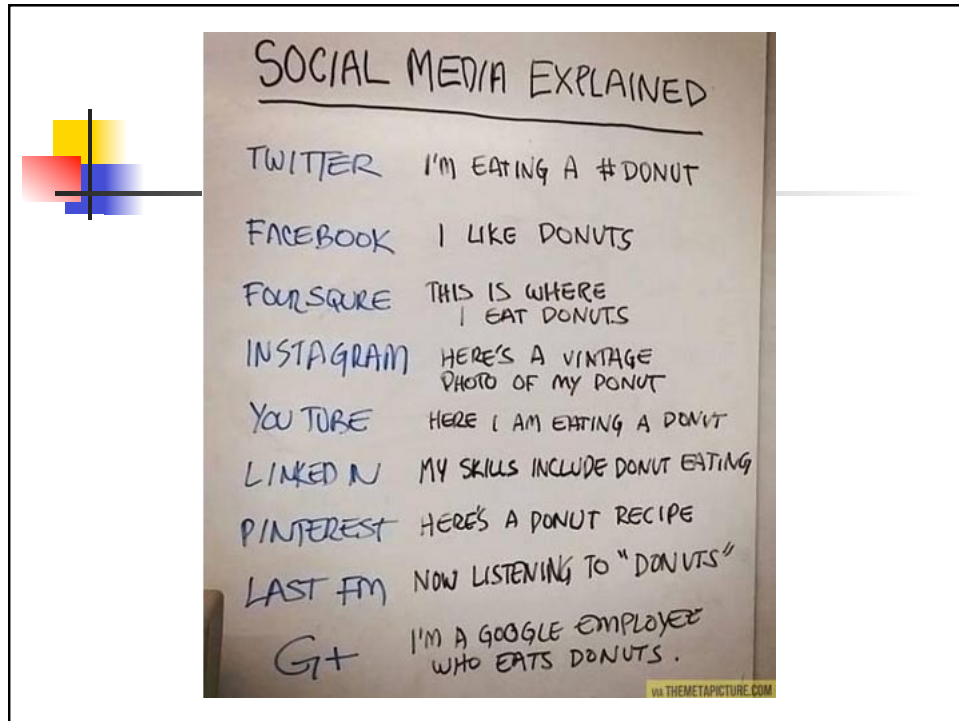 SOCIAL MEDIA EXPLAINED
TWITTER I'M EATING A #DONUT
FACEBOOK I LIKE DONUTS
FOURSQURE THIS IS WHERE
I EAT DONUTS
INSTAGRAM HERE'S A VINTAGE
PHOTO OF MY DONUT
YOU TUBE HERE I AM EATING A DONUT
LINKED IN MY SKILLS INCLUDE DONUT EATING
PINTEREST HERE'S A DONUT RECIPE
LAST FM NOW LISTENING TO "DONUTS"
G+ I'M A GOOGLE EMPLOYEE
WHO EATS DONUTS.
VIA THEMETAPICTURE.COM